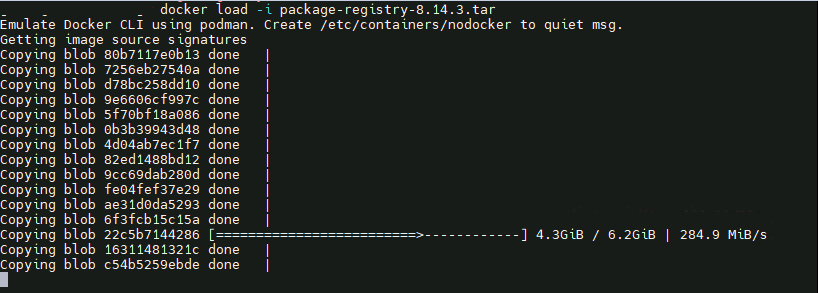 docker load -i package-registry-8.14.3.tar
Emulate Docker CLI using podman. Create /etc/containers/nodocker to quiet msg.
Getting image source signatures
Copying blob 80b7117e0b13 done   |
Copying blob 7256eb27540a done   |
Copying blob d78bc258dd10 done   |
Copying blob 9e6606cf997c done   |
Copying blob 5f70bf18a086 done   |
Copying blob 0b3b39943d48 done   |
Copying blob 4d04ab7ec1f7 done   |
Copying blob 82ed1488bd12 done   |
Copying blob 9cc69dab280d done   |
Copying blob fe04fef37e29 done   |
Copying blob ae31d0da5293 done   |
Copying blob 6f3fcb15c15a done   |
Copying blob 22c5b7144286 [=========================>------------] 4.3GiB / 6.2GiB | 284.9 MiB/s
Copying blob 16311481321c done   |
Copying blob c54b5259ebde done   |